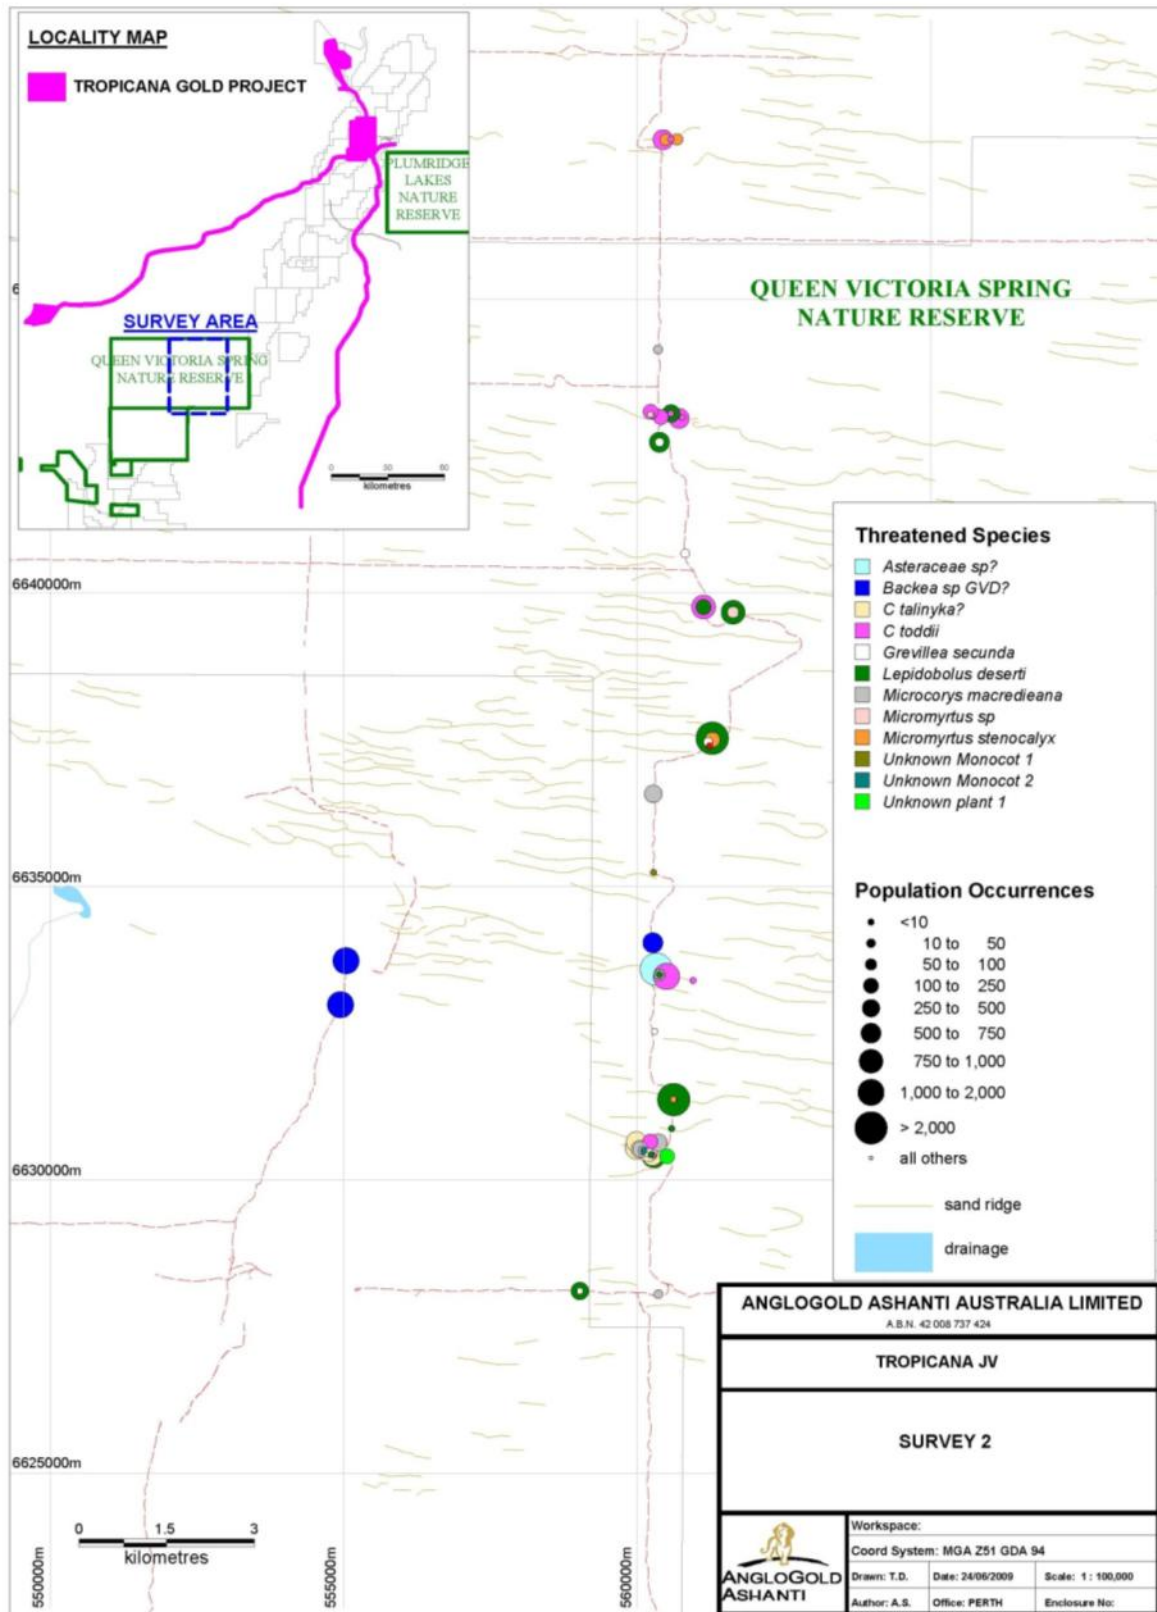 LOCALITY MAP
TROPICANA GOLD PROJECT
PLUMRIDGE
LAKES
NATURE
RESERVE
SURVEY AREA
QUEEN VICTORIA SPRING
NATURE RESERVE
0 30 60
kilometres
QUEEN VICTORIA SPRING
NATURE RESERVE
6640000m
6635000m
6630000m
6625000m
Threatened Species
Asteraceae sp?
Backea sp GVD?
C talinyka?
C toddii
Grevillea secunda
Lepidobolus deserti
Microcorys macredieana
Micromyrtus sp
Micromyrtus stenocalyx
Unknown Monocot 1
Unknown Monocot 2
Unknown plant 1
Population Occurrences
<10
10 to 50
50 to 100
100 to 250
250 to 500
500 to 750
750 to 1,000
1,000 to 2,000
> 2,000
all others
sand ridge
drainage
0 1.5 3
kilometres
550000m
555000m
560000m
ANGLOGOLD ASHANTI AUSTRALIA LIMITED
A.B.N. 42 008 737 424
TROPICANA JV
SURVEY 2
ANGLOGOLD
ASHANTI
Workspace:
Coord System: MGA Z51 GDA 94
Drawn: T.D. Date: 24/06/2009 Scale: 1 : 100,000
Author: A.S. Office: PERTH Enclosure No: